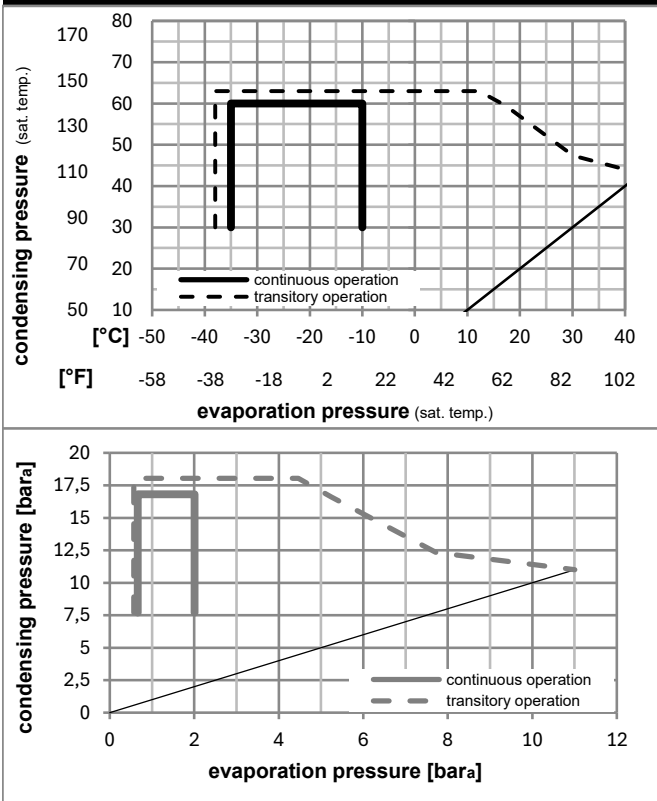 170 80
150 70
60
130
50
110
40
90 30
70 20
50 10
condensing pressure (sat. temp.)
continuous operation
transitory operation
[°C] -50 -40 -30 -20 -10 0 10 20 30 40
[°F] -58 -38 -18 2 22 42 62 82 102
evaporation pressure (sat. temp.)
condensing pressure [bara]
20
17,5
15
12,5
10
7,5
5
2,5
0
continuous operation
transitory operation
0 2 4 6 8 10 12
evaporation pressure [bara]